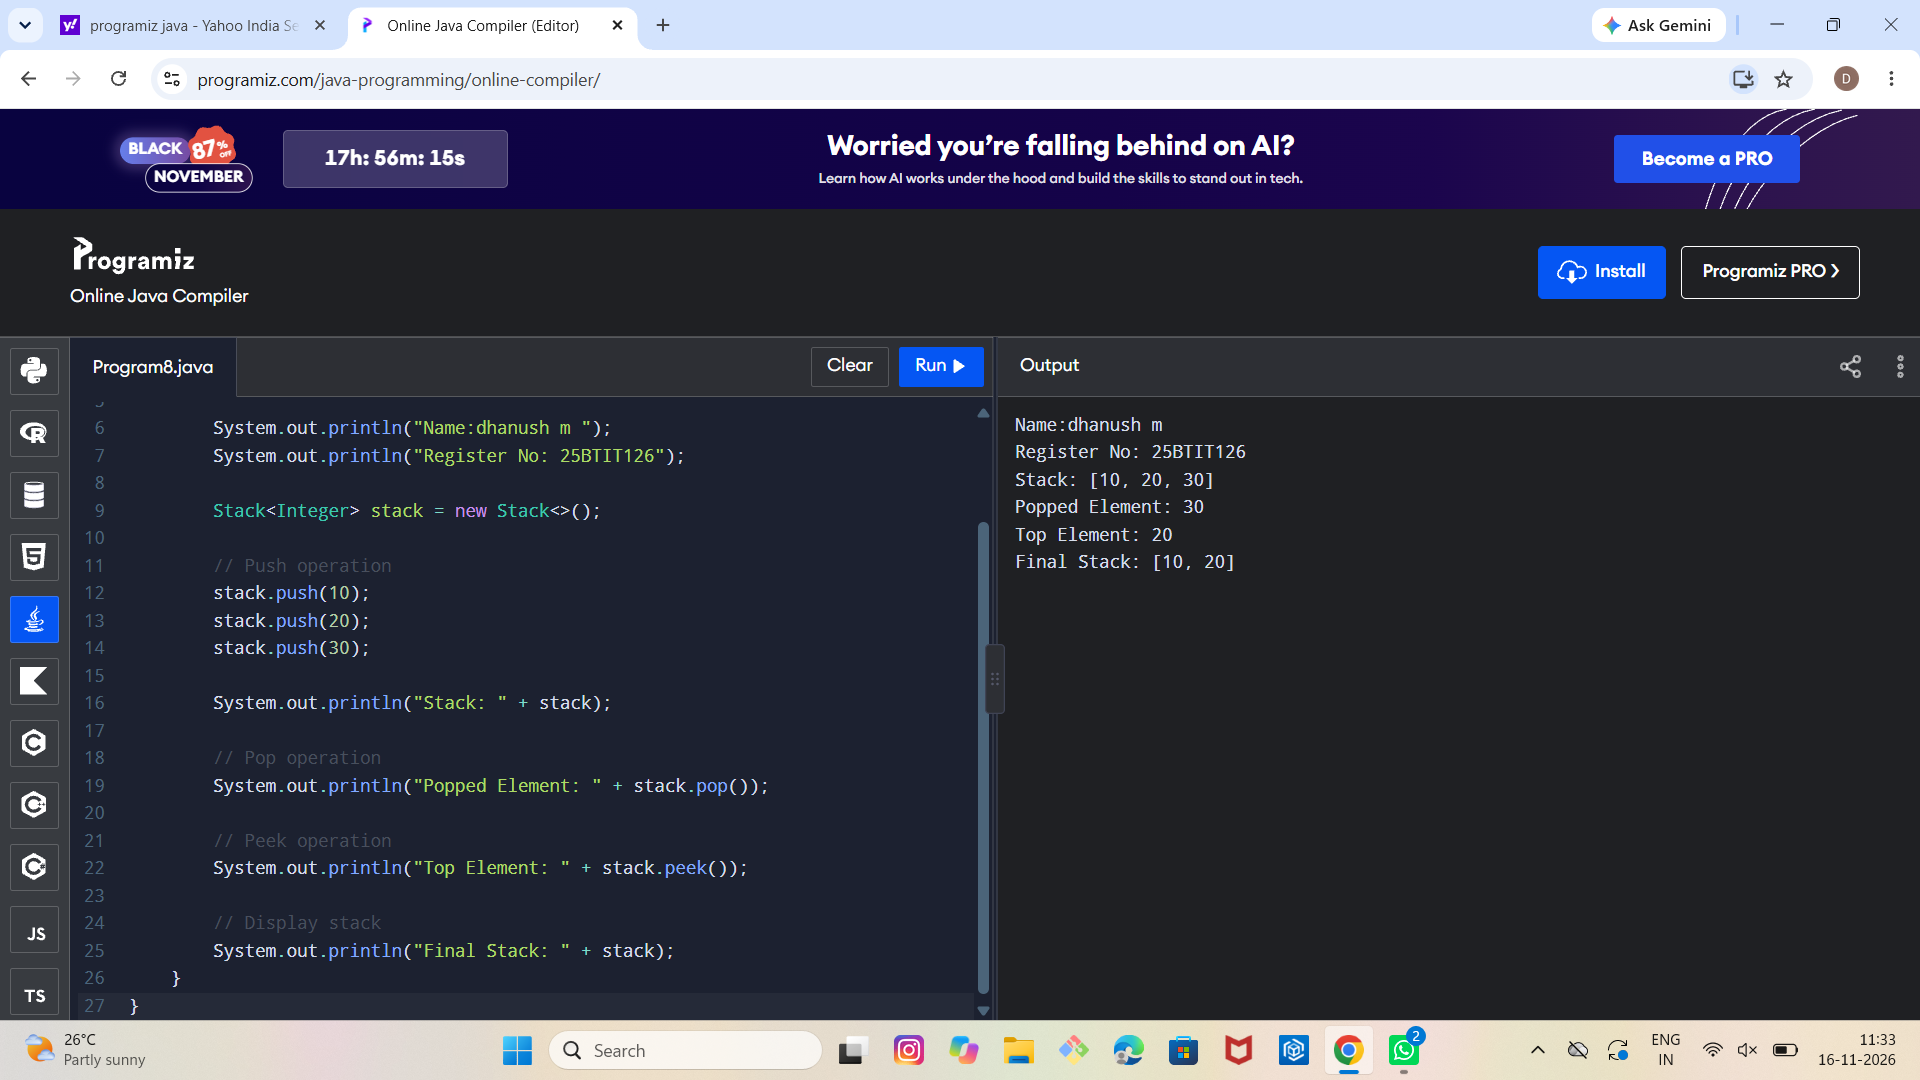 programiz java - Yahoo India Se
Online Java Compiler (Editor)
Ask Gemini
programiz.com/java-programming/online-compiler/
D
BLACK 87% OFF
NOVEMBER
17h: 56m: 15s
Worried you're falling behind on AI?
Learn how AI works under the hood and build the skills to stand out in tech.
Become a PRO
Programiz
Online Java Compiler
Install
Programiz PRO
Program8.java
Clear
Run
Output
5
6 System.out.println("Name:dhanush m ");
7 System.out.println("Register No: 25BTIT126");
8
9 Stack<Integer> stack = new Stack<>();
10
11 // Push operation
12 stack.push(10);
13 stack.push(20);
14 stack.push(30);
15
16 System.out.println("Stack: " + stack);
17
18 // Pop operation
19 System.out.println("Popped Element: " + stack.pop());
20
21 // Peek operation
22 System.out.println("Top Element: " + stack.peek());
23
24 // Display stack
25 System.out.println("Final Stack: " + stack);
26 }
27 }
Name:dhanush m
Register No: 25BTIT126
Stack: [10, 20, 30]
Popped Element: 30
Top Element: 20
Final Stack: [10, 20]
R
5
C
C
C
JS
TS
26°C
Partly sunny
Search
2
ENG
IN
11:33
16-11-2026